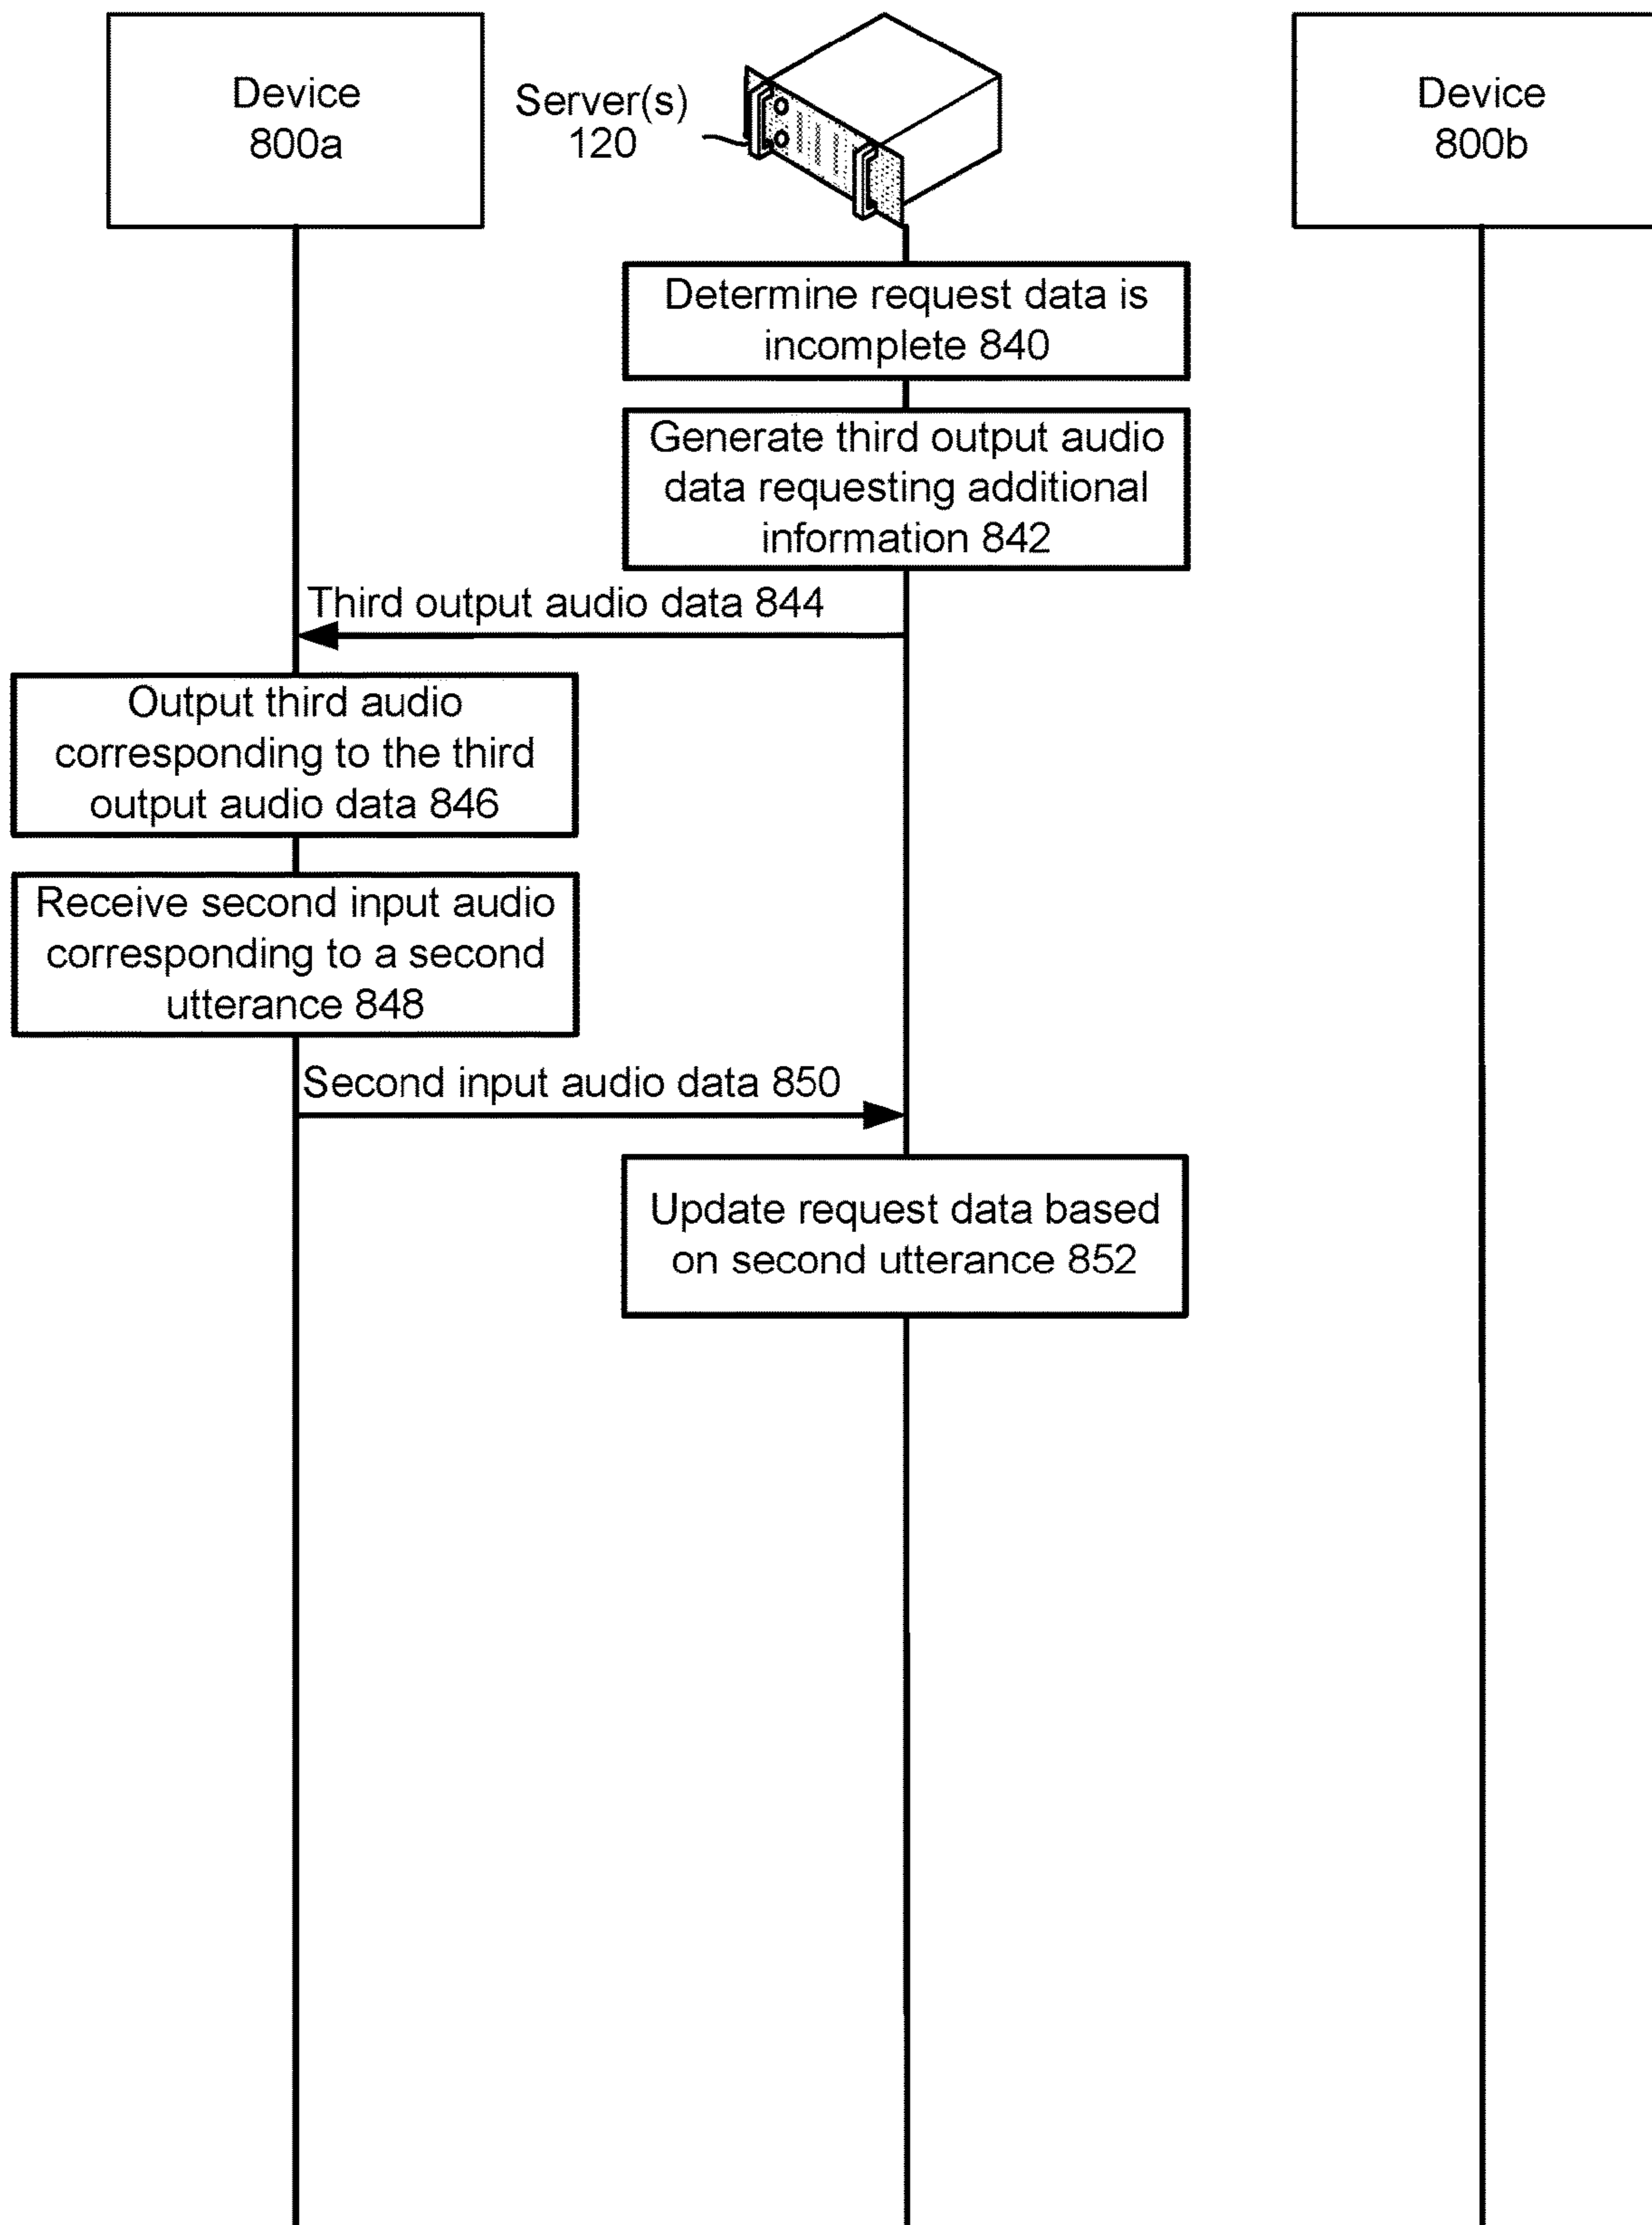 Device
800a
Server(s)
120
Device
800b
Determine request data is
incomplete 840
Generate third output audio
data requesting additional
information 842
Third output audio data 844
Output third audio
corresponding to the third
output audio data 846
Receive second input audio
corresponding to a second
utterance 848
Second input audio data 850
Update request data based
on second utterance 852